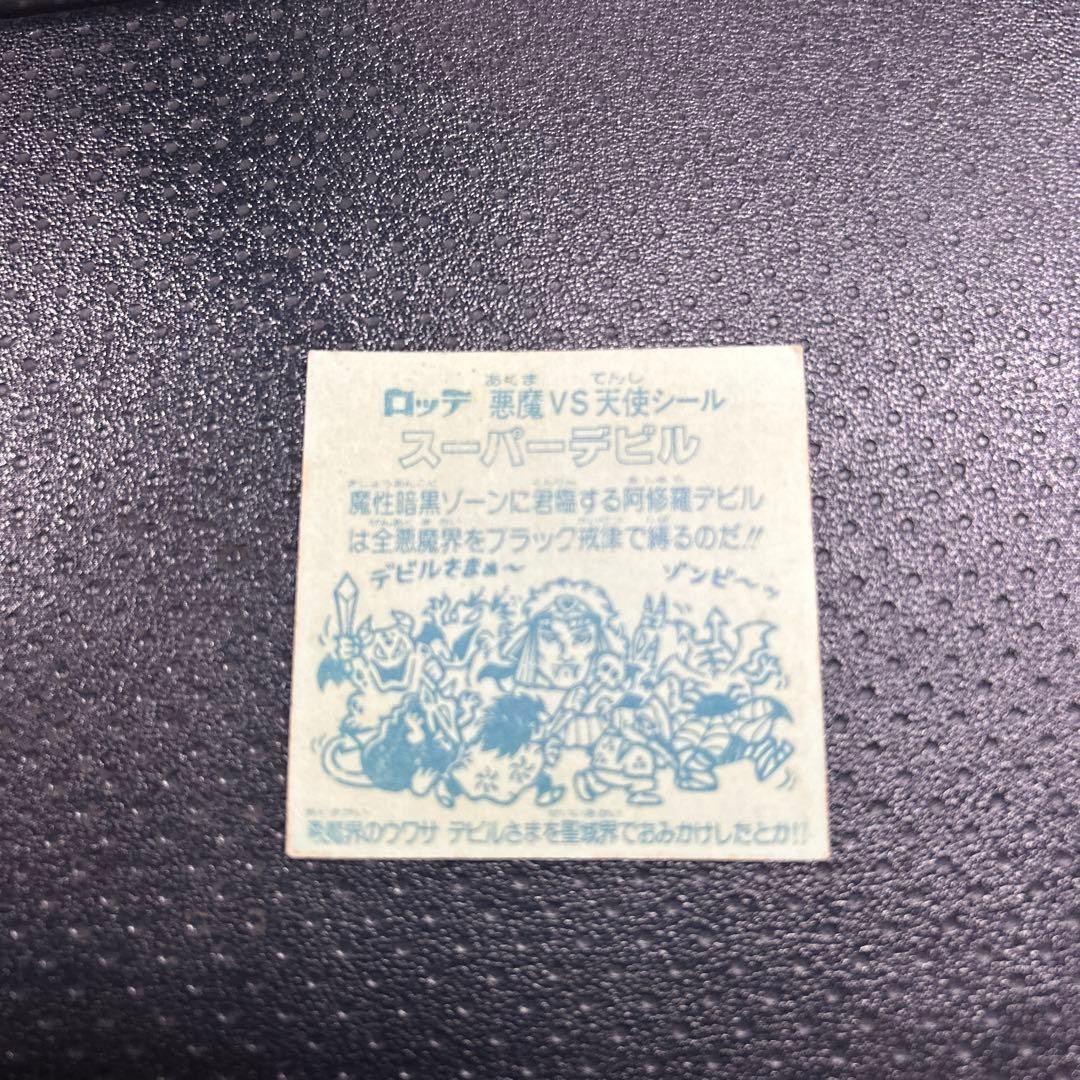 ロッテ 悪魔VS天使シール
スーパーデビル
魔性暗黒ゾーンに君臨する阿修羅デビル
は全悪魔界をブラック戒律で縛るのだ!!
デビルさまぁ〜
ゾンビ〜ッ
悪魔界のウワサ デビルさまを聖域界でおみかけしたとか!!